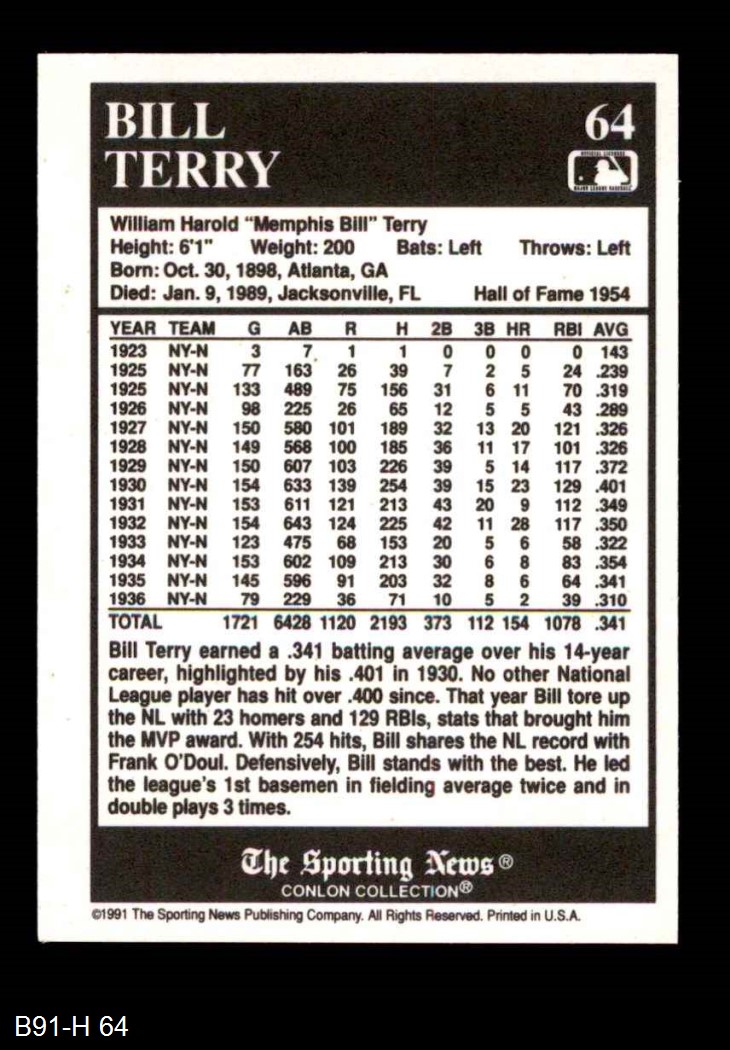 BILL
TERRY
64
OFFICIAL LICENSEE
MAJOR LEAGUE BASEBALL
William Harold "Memphis Bill" Terry
Height: 6'1" Weight: 200 Bats: Left Throws: Left
Born: Oct. 30, 1898, Atlanta, GA
Died: Jan. 9, 1989, Jacksonville, FL Hall of Fame 1954
YEAR TEAM G AB R H 2B 3B HR RBI AVG
1923 NY-N 3 7 1 1 0 0 0 0 143
1925 NY-N 77 163 26 39 7 2 5 24 .239
1925 NY-N 133 489 75 156 31 6 11 70 .319
1926 NY-N 98 225 26 65 12 5 5 43 .289
1927 NY-N 150 580 101 189 32 13 20 121 .326
1928 NY-N 149 568 100 185 36 11 17 101 .326
1929 NY-N 150 607 103 226 39 5 14 117 .372
1930 NY-N 154 633 139 254 39 15 23 129 .401
1931 NY-N 153 611 121 213 43 20 9 112 .349
1932 NY-N 154 643 124 225 42 11 28 117 .350
1933 NY-N 123 475 68 153 20 5 6 58 .322
1934 NY-N 153 602 109 213 30 6 8 83 .354
1935 NY-N 145 596 91 203 32 8 6 64 .341
1936 NY-N 79 229 36 71 10 5 2 39 .310
TOTAL 1721 6428 1120 2193 373 112 154 1078 .341
Bill Terry earned a .341 batting average over his 14-year
career, highlighted by his .401 in 1930. No other National
League player has hit over .400 since. That year Bill tore up
the NL with 23 homers and 129 RBIs, stats that brought him
the MVP award. With 254 hits, Bill shares the NL record with
Frank O'Doul. Defensively, Bill stands with the best. He led
the league's 1st basemen in fielding average twice and in
double plays 3 times.
The Sporting News®
CONLON COLLECTION®
©1991 The Sporting News Publishing Company. All Rights Reserved. Printed in U.S.A.
B91-H 64